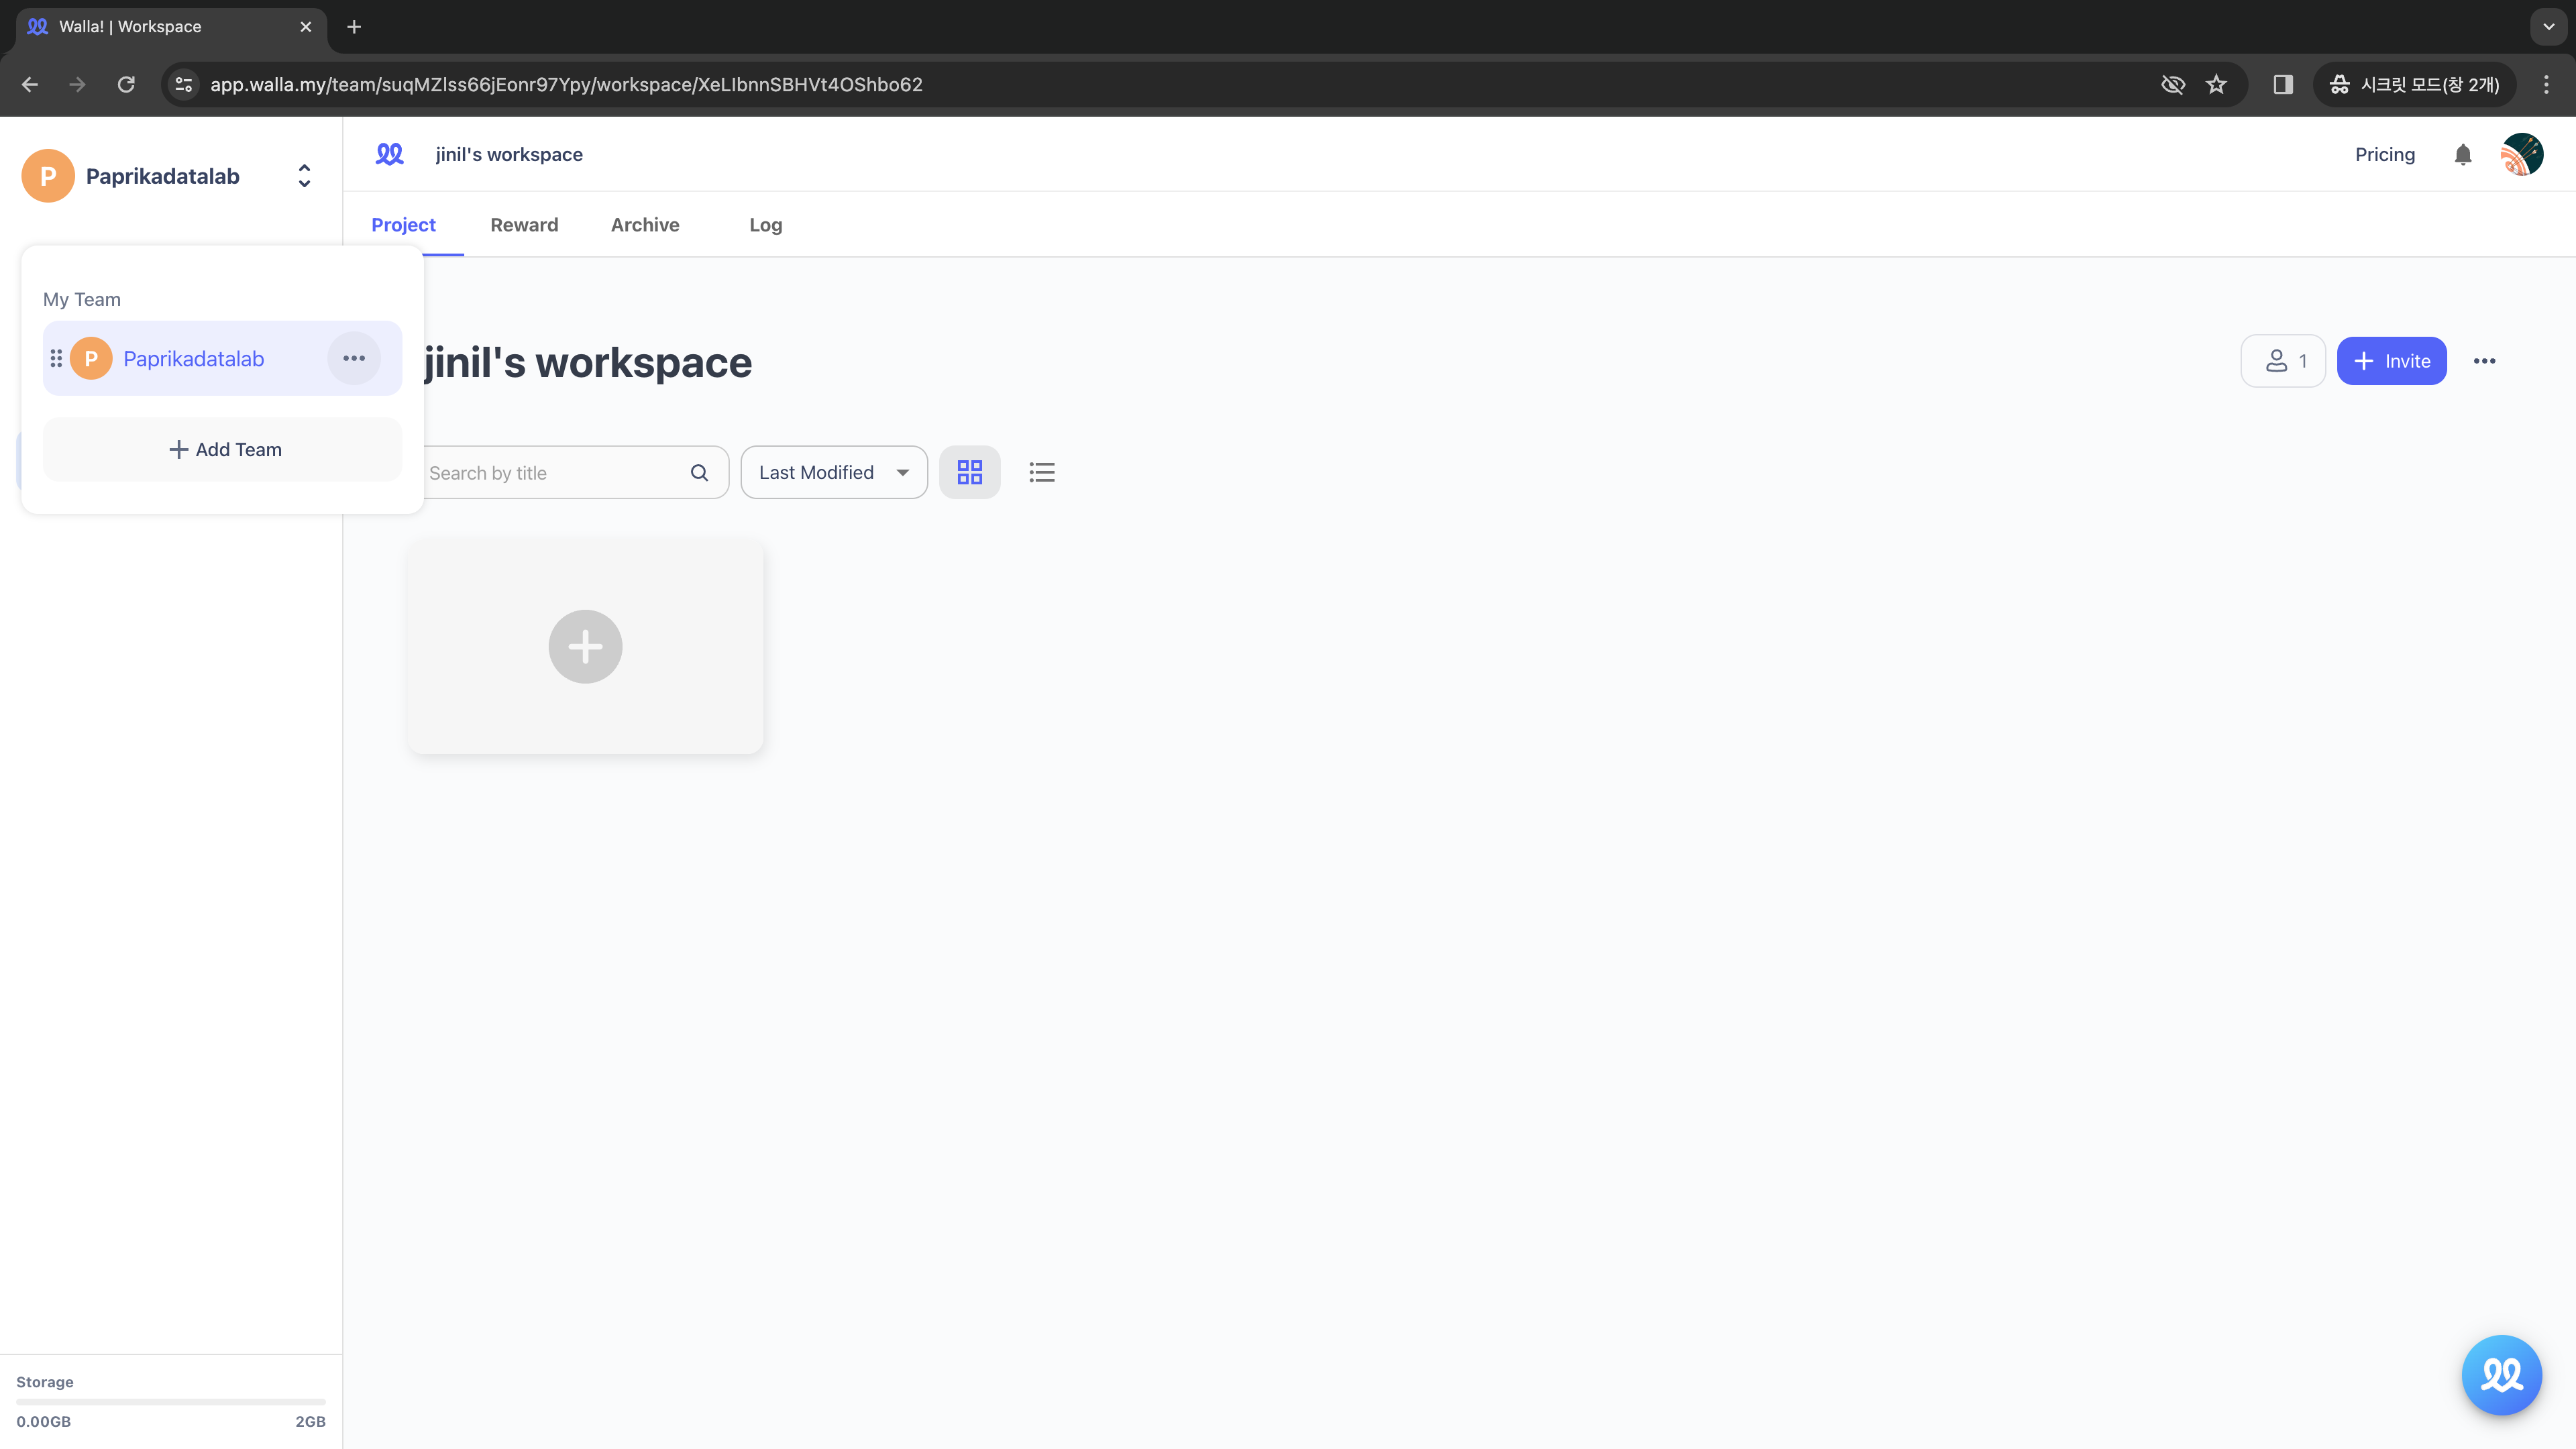 Walla! | Workspace
app.walla.my/team/suqMZlss66jEonr97Ypy/workspace/XeLIbnnSBHVt4OShbo62
시크릿 모드(창 2개)
P Paprikadatalab
jinil's workspace
Pricing
Project Reward Archive Log
My Team
P Paprikadatalab
Add Team
jinil's workspace
1
Invite
Search by title
Last Modified
Storage
0.00GB 2GB